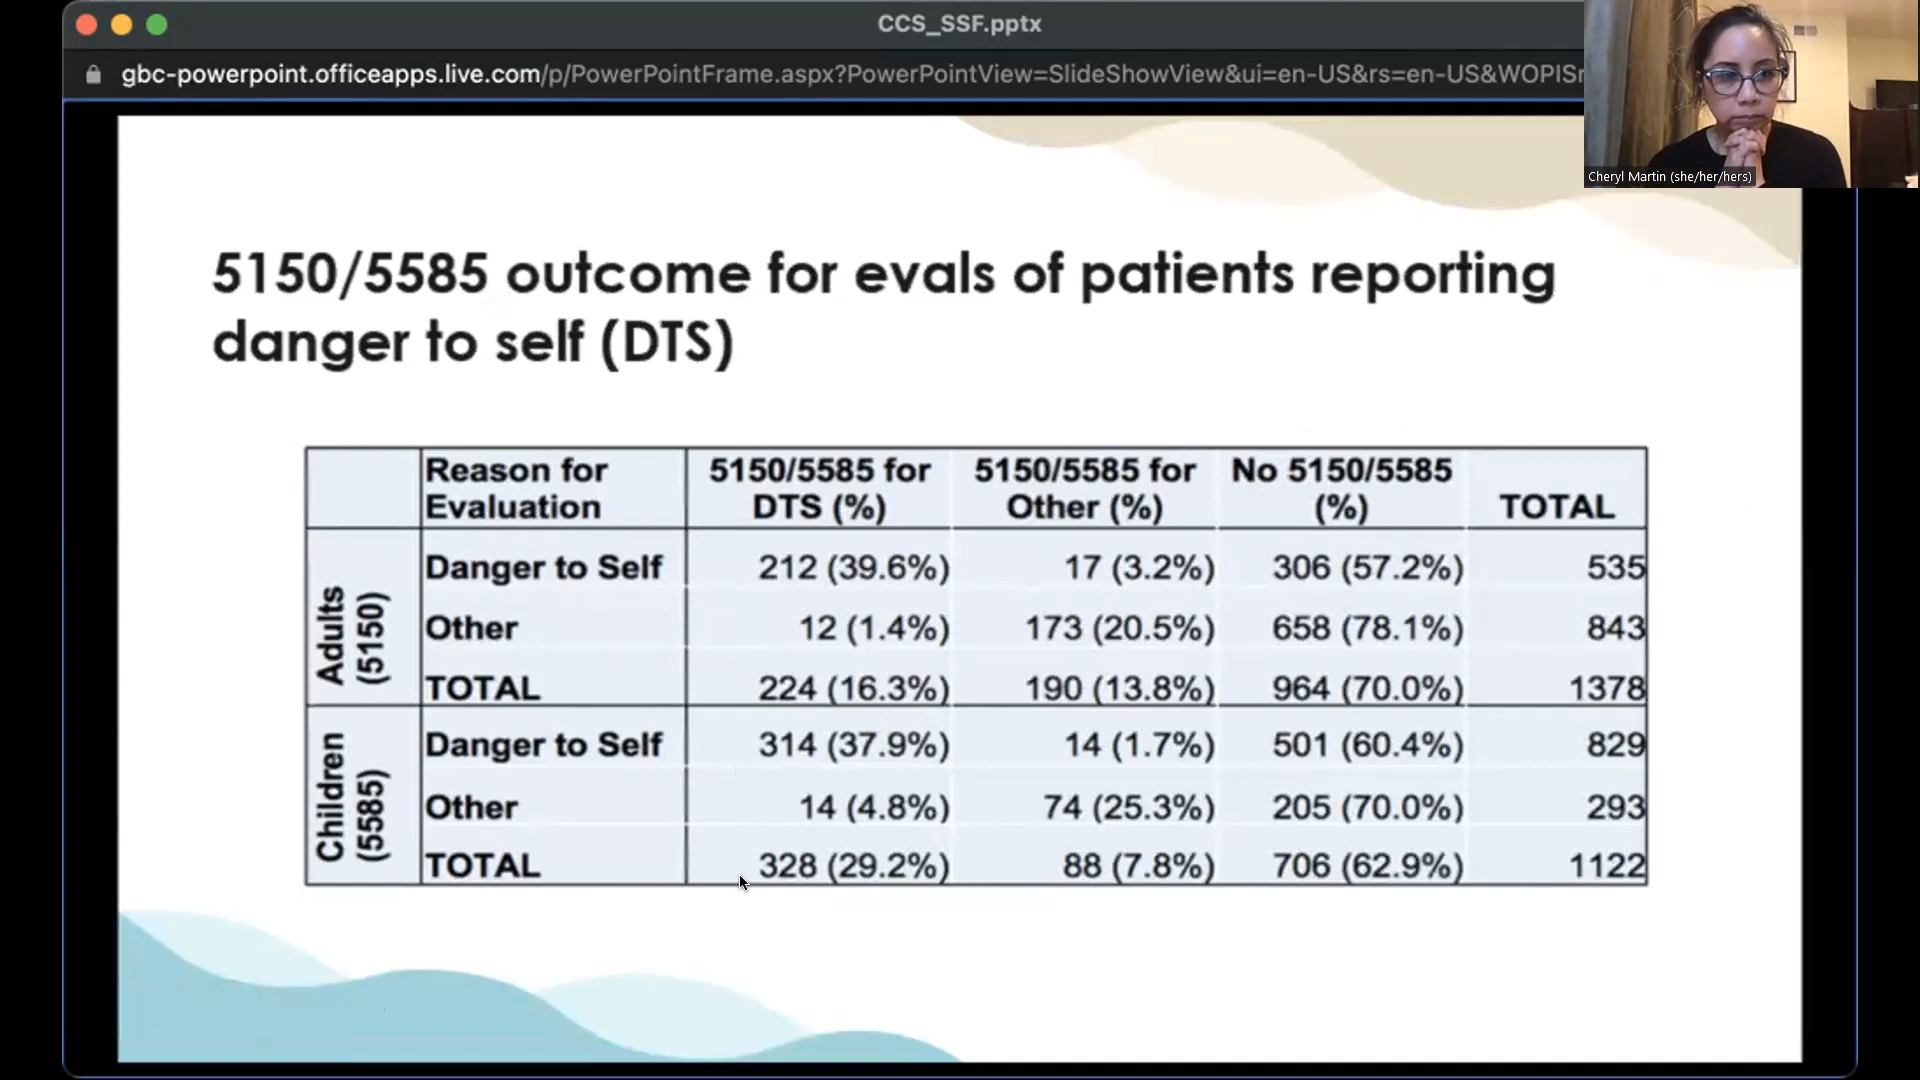 CCS_SSF.pptx
gbc-powerpoint.officeapps.live.com/p/PowerPointFrame.aspx?PowerPointView=SlideShowView&ui=en-US&rs=en-US&WOPISr
Cheryl Martin (she/her/hers)
5150/5585 outcome for evals of patients reporting
danger to self (DTS)
Reason for Evaluation 5150/5585 for DTS (%) 5150/5585 for Other (%) No 5150/5585 (%) TOTAL
Adults (5150)
Danger to Self 212 (39.6%) 17 (3.2%) 306 (57.2%) 535
Other 12 (1.4%) 173 (20.5%) 658 (78.1%) 843
TOTAL 224 (16.3%) 190 (13.8%) 964 (70.0%) 1378
Children (5585)
Danger to Self 314 (37.9%) 14 (1.7%) 501 (60.4%) 829
Other 14 (4.8%) 74 (25.3%) 205 (70.0%) 293
TOTAL 328 (29.2%) 88 (7.8%) 706 (62.9%) 1122